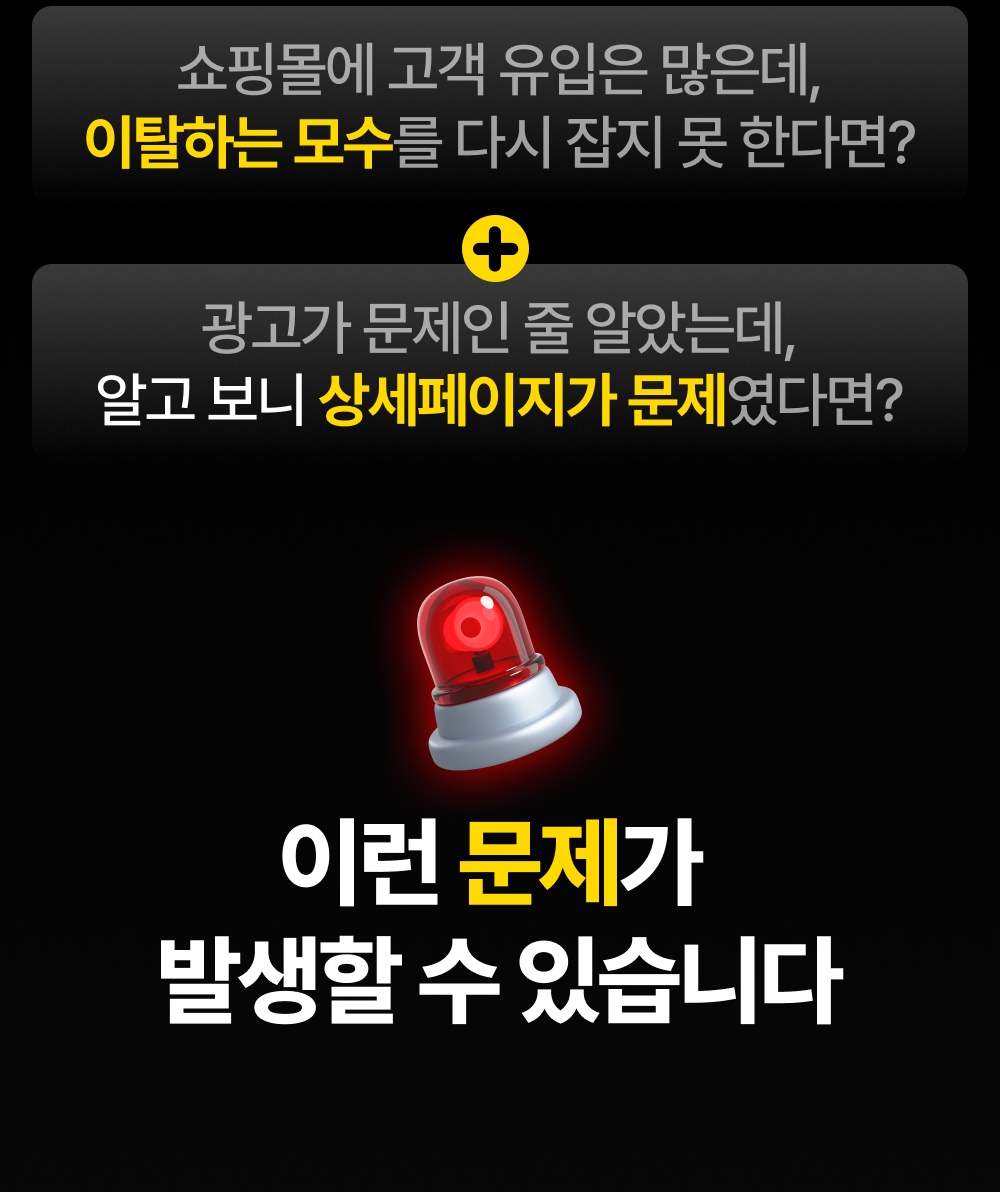 쇼핑몰에 고객 유입은 많은데,
이탈하는 모수를 다시 잡지 못 한다면?
광고가 문제인 줄 알았는데,
알고 보니 상세페이지가 문제였다면?
이런 문제가
발생할 수 있습니다